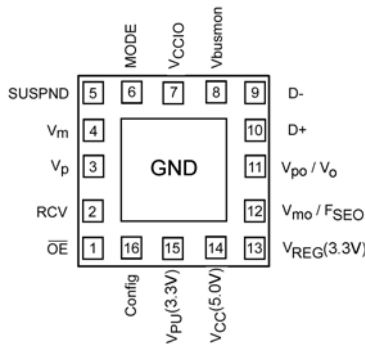 MODE
VCCIO
Vbusmon
SUSPND 5 6 7 8 9 D-
Vm 4 10 D+
Vp 3 GND 11 Vpo / Vo
RCV 2 12 Vmo / FSEO
OE 1 16 15 14 13 VREG(3.3V)
Config
VPU(3.3V)
VCC(5.0V)